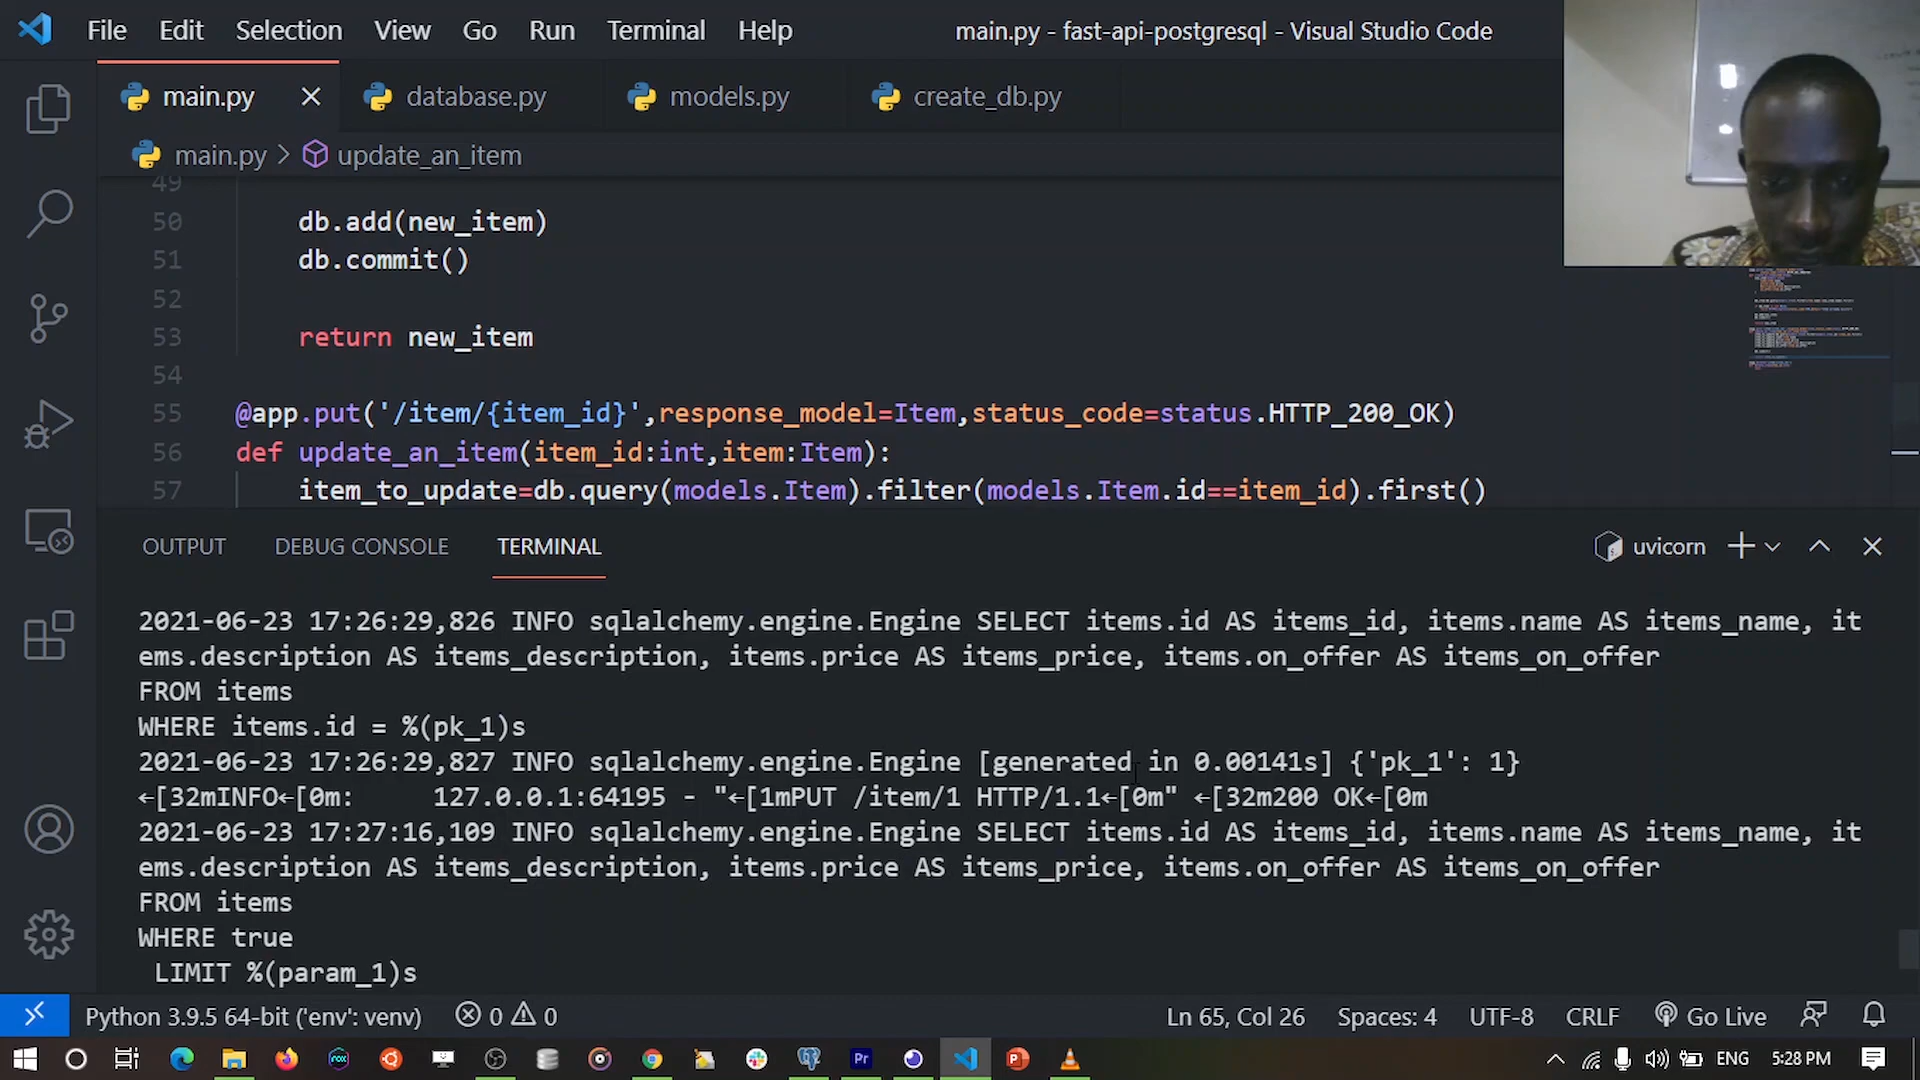 File Edit Selection View Go Run Terminal Help main.py - fast-api-postgresql - Visual Studio Code
main.py database.py models.py create_db.py
main.py > update_an_item
49
50 db.add(new_item)
51 db.commit()
52
53 return new_item
54
55 @app.put('/item/{item_id}',response_model=Item,status_code=status.HTTP_200_OK)
56 def update_an_item(item_id:int,item:Item):
57 item_to_update=db.query(models.Item).filter(models.Item.id==item_id).first()
OUTPUT DEBUG CONSOLE TERMINAL uvicorn
2021-06-23 17:26:29,826 INFO sqlalchemy.engine.Engine SELECT items.id AS items_id, items.name AS items_name, it
ems.description AS items_description, items.price AS items_price, items.on_offer AS items_on_offer
FROM items
WHERE items.id = %(pk_1)s
2021-06-23 17:26:29,827 INFO sqlalchemy.engine.Engine [generated in 0.00141s] {'pk_1': 1}
←[32mINFO←[0m: 127.0.0.1:64195 - "←[1mPUT /item/1 HTTP/1.1←[0m" ←[32m200 OK←[0m
2021-06-23 17:27:16,109 INFO sqlalchemy.engine.Engine SELECT items.id AS items_id, items.name AS items_name, it
ems.description AS items_description, items.price AS items_price, items.on_offer AS items_on_offer
FROM items
WHERE true
LIMIT %(param_1)s
Python 3.9.5 64-bit ('env': venv) 0 0 Ln 65, Col 26 Spaces: 4 UTF-8 CRLF Go Live
ENG 5:28 PM